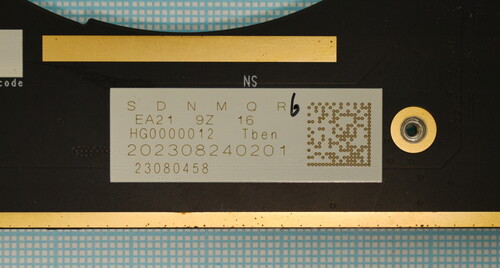 code
NS
S D N M Q R 6
EA21 9Z 16
HG0000012 Tben
202308240201
23080458